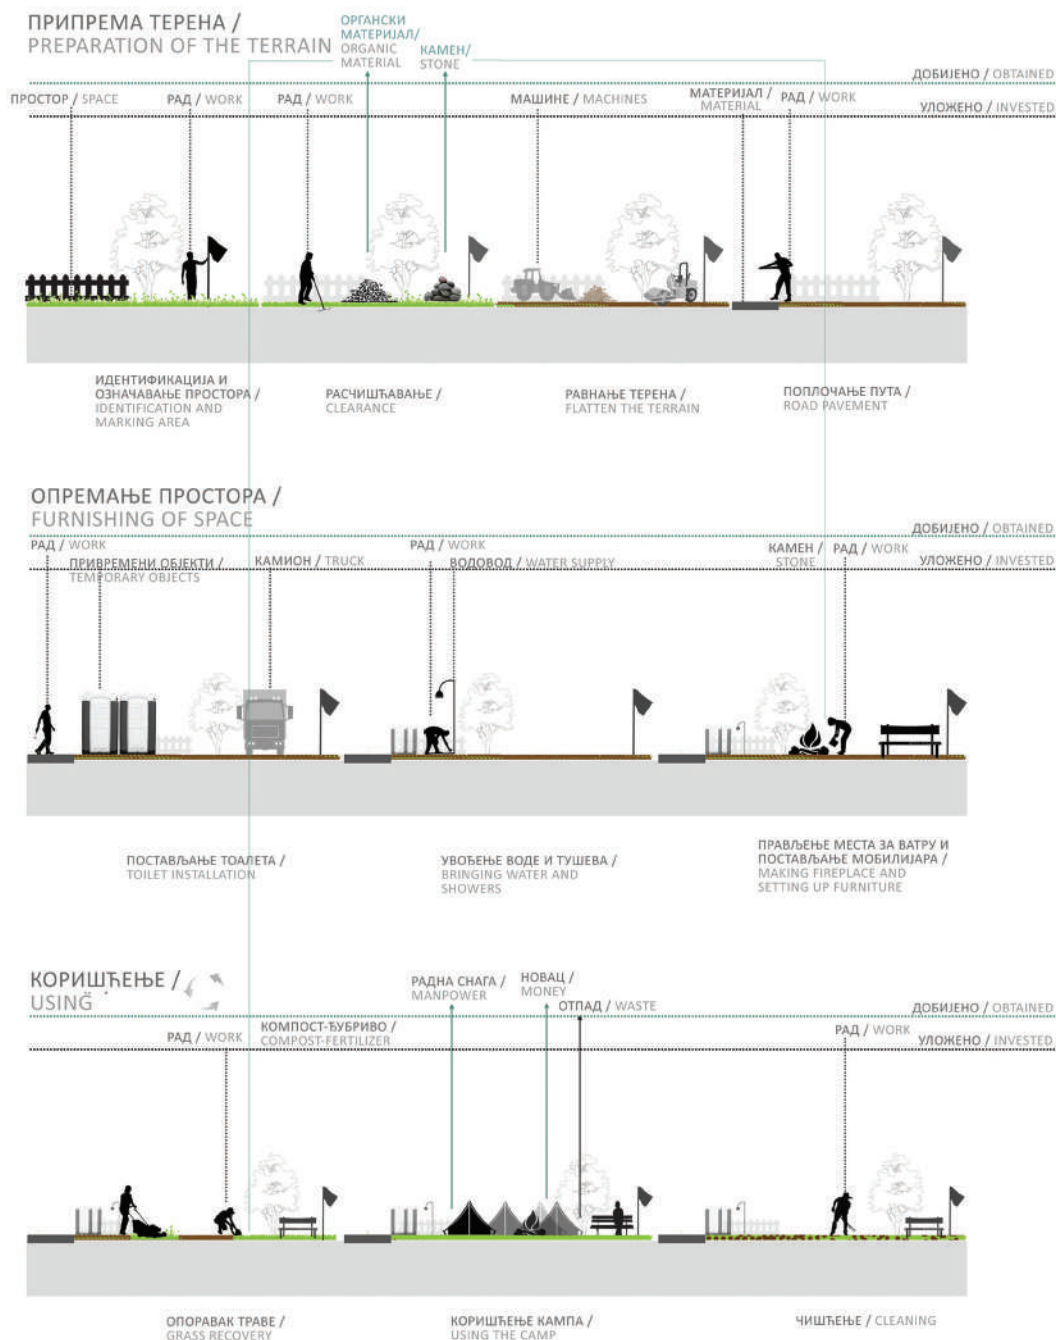 ПРИПРЕМА ТЕРЕНА /
PREPARATION OF THE TERRAIN
ОРГАНСКИ
МАТЕРИЈАЛ/
ORGANIC
MATERIAL
КАМЕН/
STONE
ДОБИЈЕНО / OBTAINED
ПРОСТОР / SPACE
РАД / WORK
РАД / WORK
МАШИНЕ / MACHINES
МАТЕРИЈАЛ /
MATERIAL
РАД / WORK
УЛОЖЕНО / INVESTED
ИДЕНТИФИКАЦИЈА И
ОЗНАЧАВАЊЕ ПРОСТОРА /
IDENTIFICATION AND
MARKING AREA
РАСЧИШЋАВАЊЕ /
CLEARANCE
РАВНАЊЕ ТЕРЕНА /
FLATTEN THE TERRAIN
ПОПЛОЧАЊЕ ПУТА /
ROAD PAVEMENT
ОПРЕМАЊЕ ПРОСТОРА /
FURNISHING OF SPACE
ДОБИЈЕНО / OBTAINED
РАД / WORK
ПРИВРЕМЕНИ ОБЈЕКТИ /
TEMPORARY OBJECTS
КАМИОН / TRUCK
РАД / WORK
ВОДОВОД / WATER SUPPLY
КАМЕН /
STONE
РАД / WORK
УЛОЖЕНО / INVESTED
ПОСТАВЉАЊЕ ТОАЛЕТА /
TOILET INSTALLATION
УВОЂЕЊЕ ВОДЕ И ТУШЕВА /
BRINGING WATER AND
SHOWERS
ПРАВЉЕЊЕ МЕСТА ЗА ВАТРУ И
ПОСТАВЉАЊЕ МОБИЛИЈАРА /
MAKING FIREPLACE AND
SETTING UP FURNITURE
КОРИШЋЕЊЕ /
USING
РАДНА СНАГА /
MANPOWER
НОВАЦ /
MONEY
ОТПАД / WASTE
ДОБИЈЕНО / OBTAINED
РАД / WORK
КОМПОСТ-ЂУБРИВО /
COMPOST-FERTILIZER
РАД / WORK
УЛОЖЕНО / INVESTED
ОПОРАВАК ТРАВЕ /
GRASS RECOVERY
КОРИШЋЕЊЕ КАМПА /
USING THE CAMP
ЧИШЋЕЊЕ / CLEANING